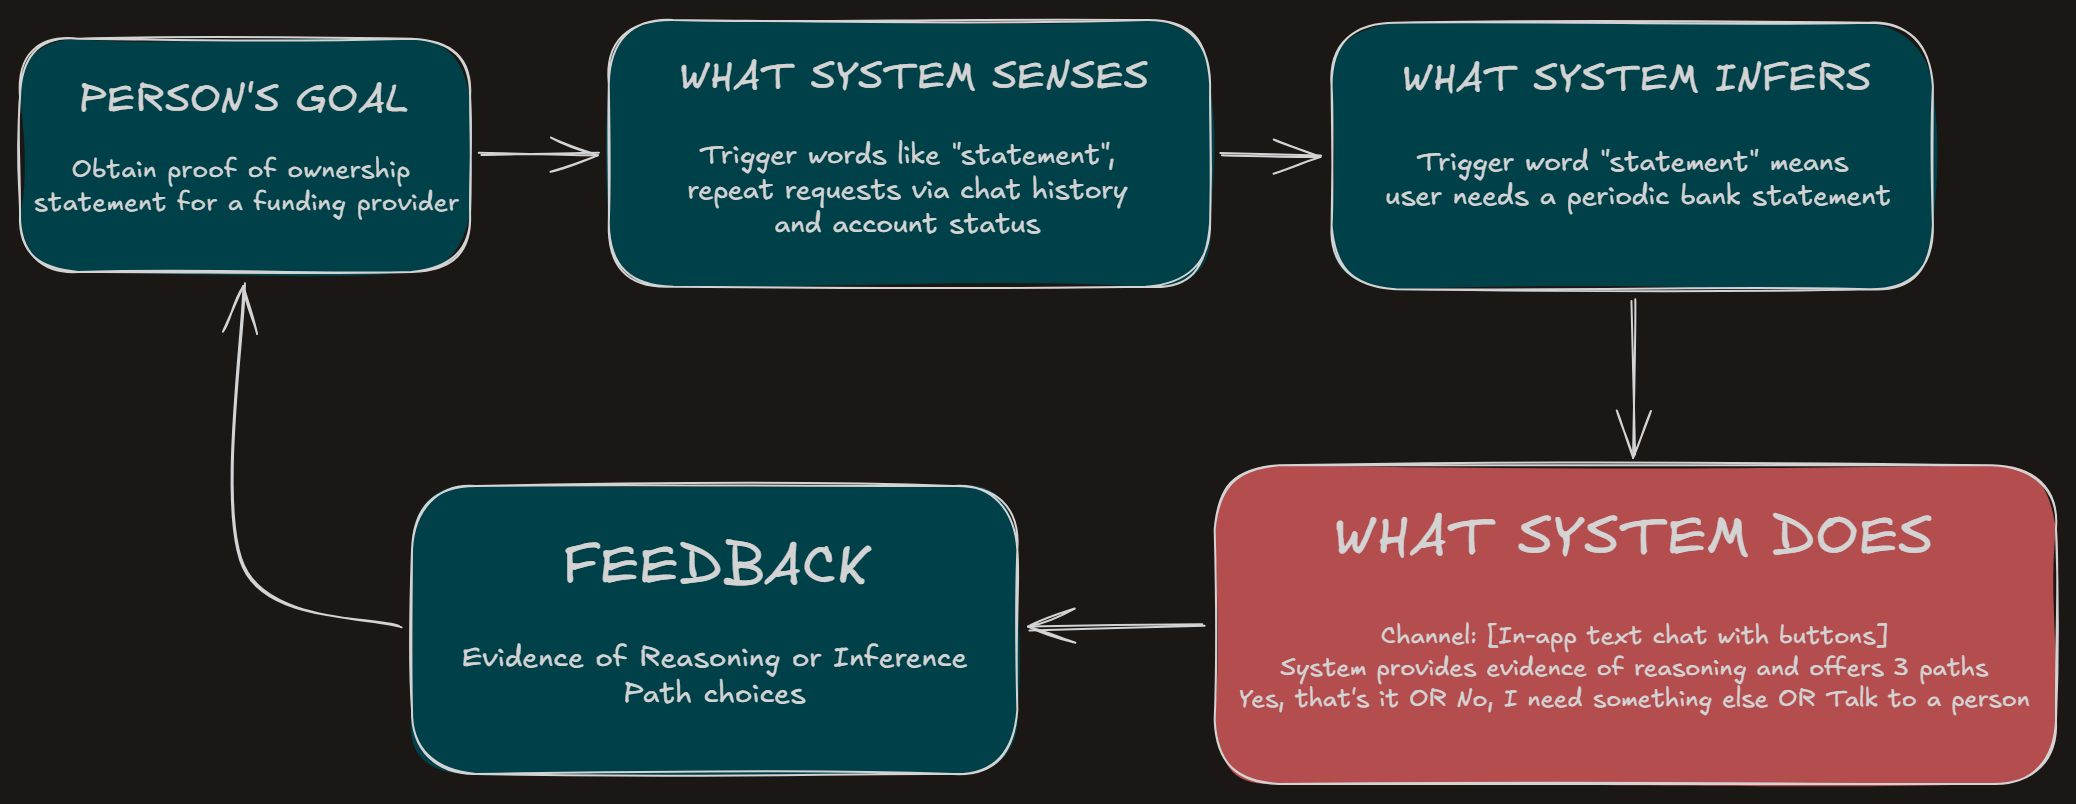 PERSON'S GOAL
Obtain proof of ownership
statement for a funding provider
WHAT SYSTEM SENSES
Trigger words like "statement",
repeat requests via chat history
and account status
WHAT SYSTEM INFERS
Trigger word "statement" means
user needs a periodic bank statement
WHAT SYSTEM DOES
Channel: [In-app text chat with buttons]
System provides evidence of reasoning and offers 3 paths
Yes, that's it OR No, I need something else OR Talk to a person
FEEDBACK
Evidence of Reasoning or Inference
Path choices